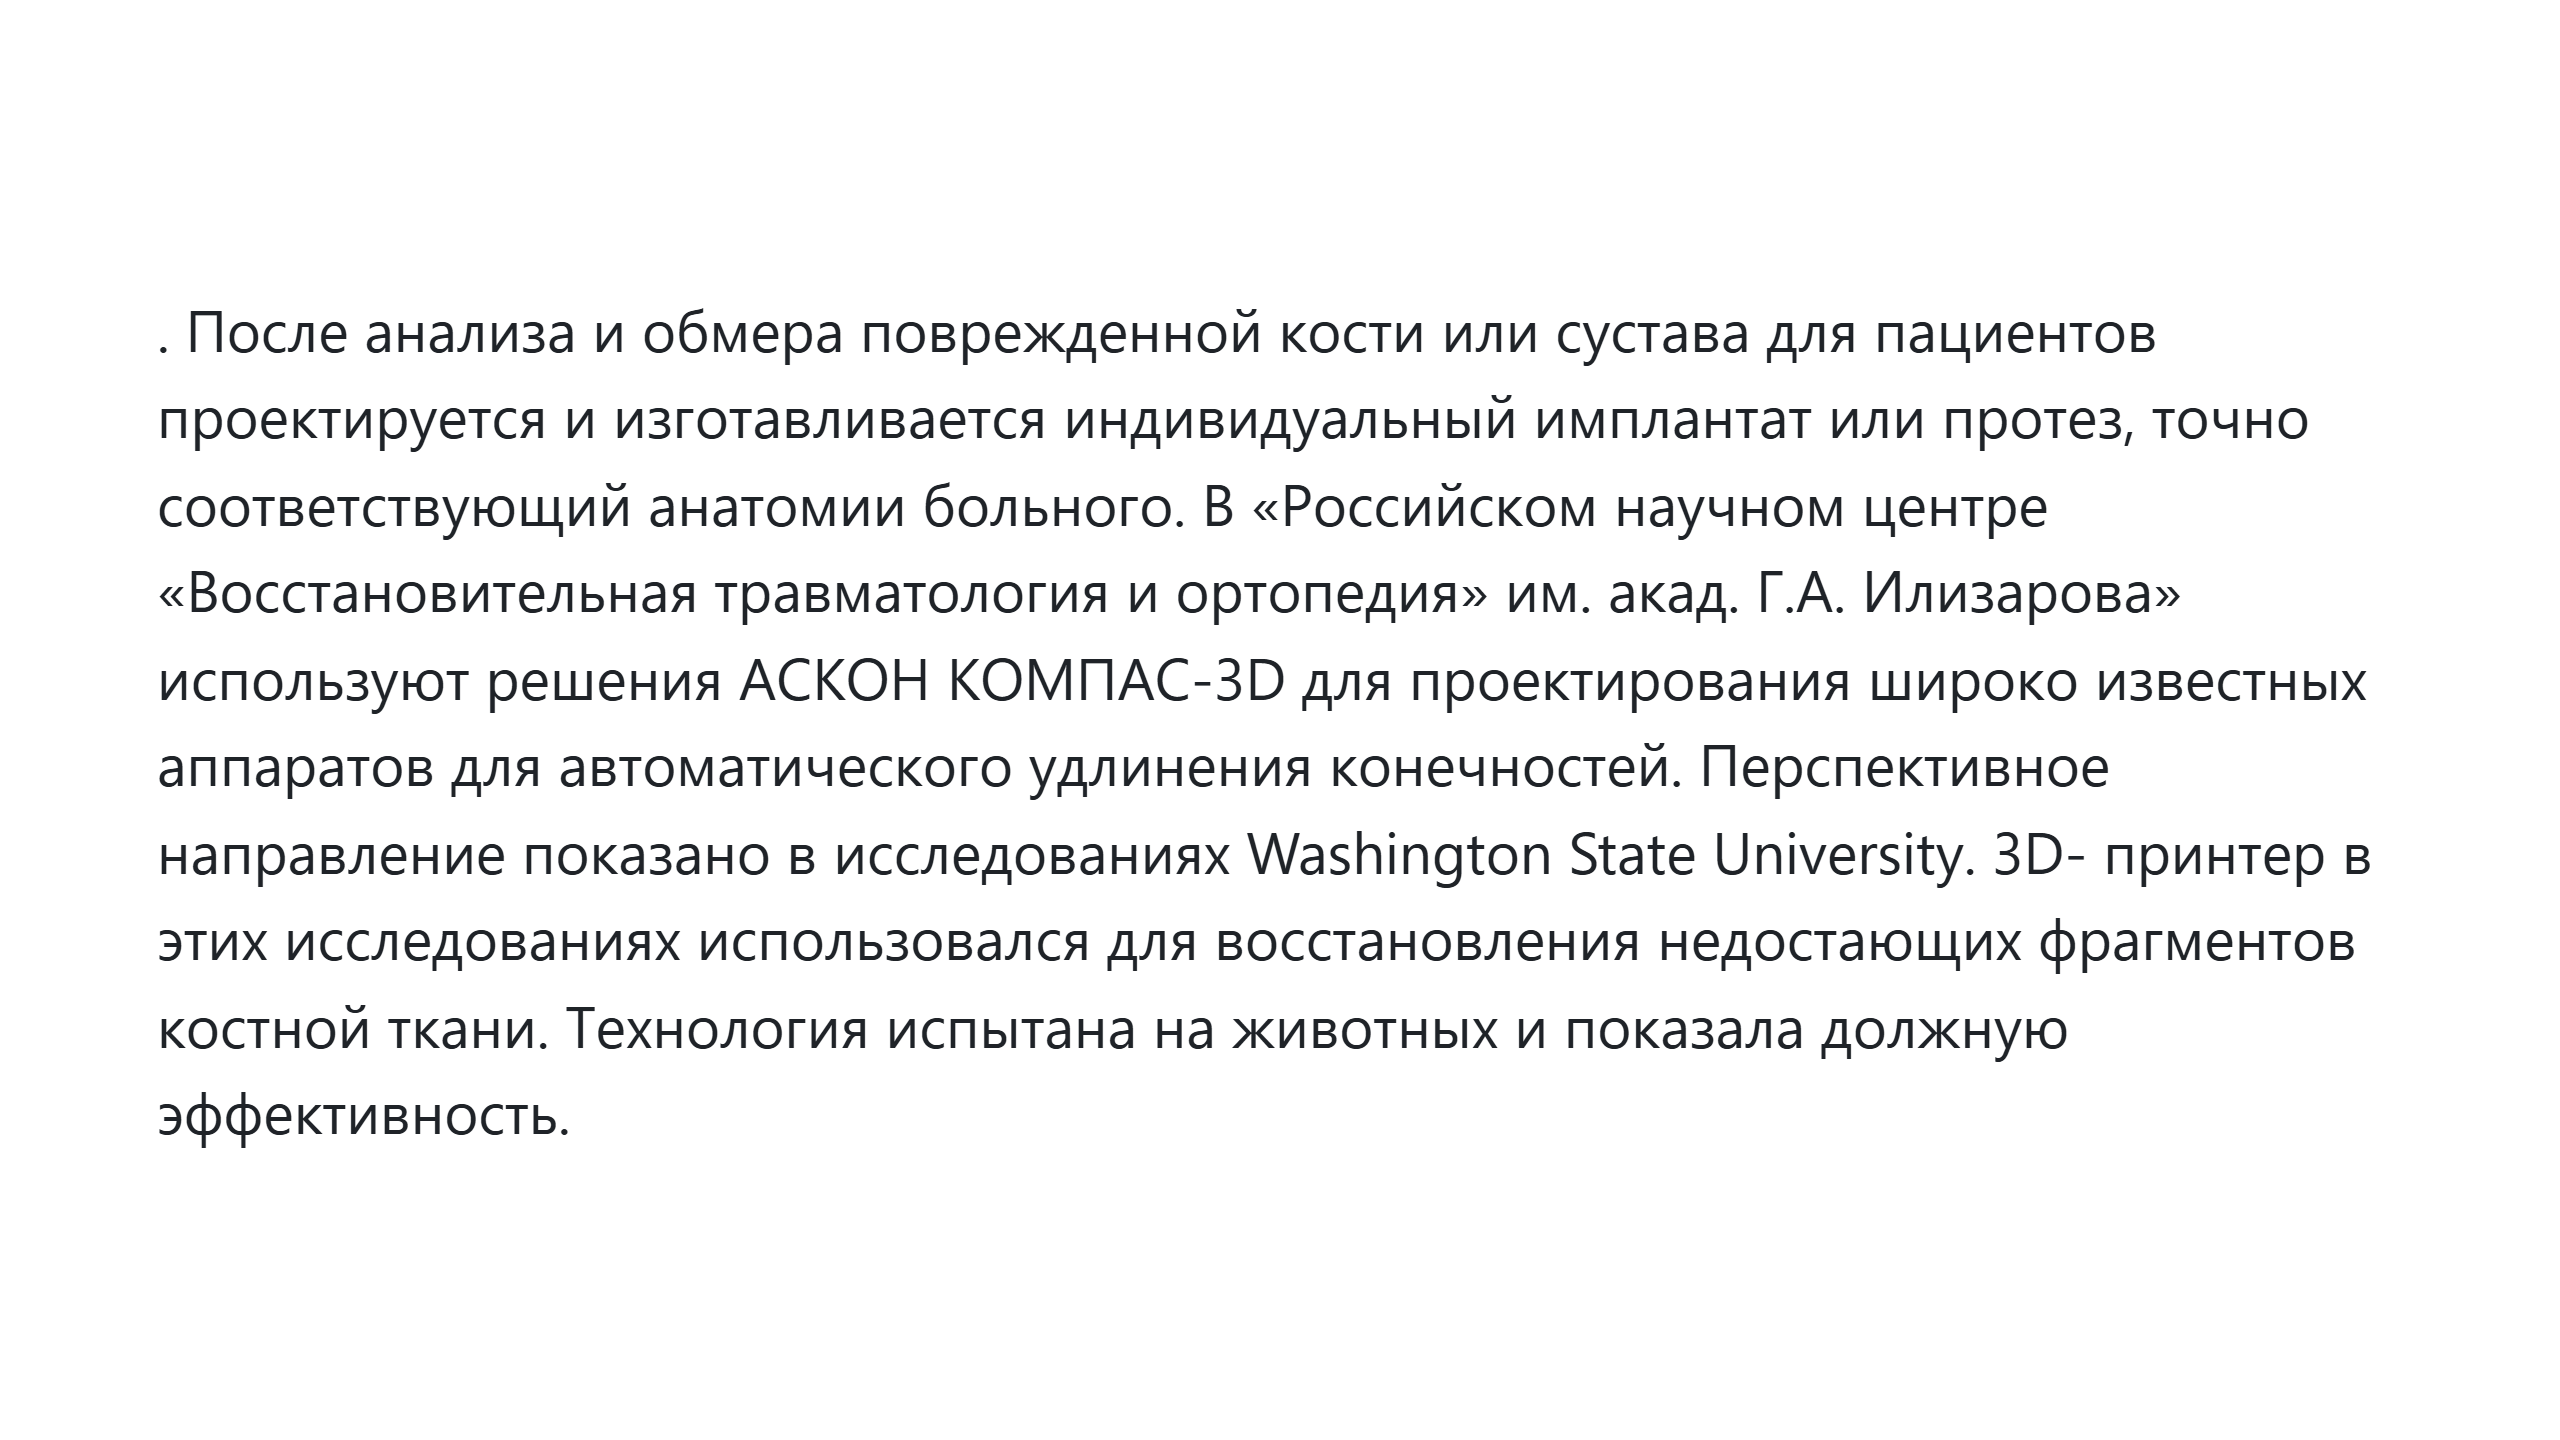 . После анализа и обмера поврежденной кости или сустава для пациентов
проектируется и изготавливается индивидуальный имплантат или протез, точно
соответствующий анатомии больного. В «Российском научном центре
«Восстановительная травматология и ортопедия» им. акад. Г.А. Илизарова»
используют решения АСКОН КОМПАС-3D для проектирования широко известных
аппаратов для автоматического удлинения конечностей. Перспективное
направление показано в исследованиях Washington State University. 3D- принтер в
этих исследованиях использовался для восстановления недостающих фрагментов
костной ткани. Технология испытана на животных и показала должную
эффективность.